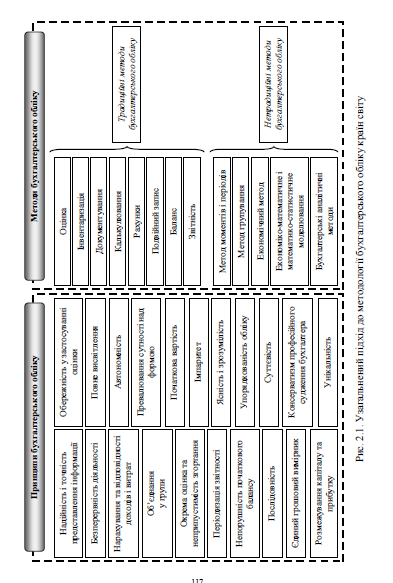 Принципи бухгалтерського обліку
Надійність і точність
представлення інформації
Безперервність діяльності
Нарахування та відповідності
доходів і витрат
Об'єднання
у групи
Окрема оцінка та
неприпустимість згортання
Періодизація звітності
Непорушність початкового
балансу
Послідовність
Єдиний грошовий вимірник
Розмежування капіталу та
прибутку
Обережність у застосуванні
оцінки
Повне висвітлення
Автономність
Превалювання сутності над
формою
Початкова вартість
Імпаритет
Ясність і зрозумілість
Упорядкованість обліку
Суттєвість
Консерватизм професійного
судження бухгалтера
Унікальність
Методи бухгалтерського обліку
Оцінка
Інвентаризація
Документування
Калькулювання
Рахунки
Подвійний запис
Баланс
Звітність
Традиційні методи
бухгалтерського обліку
Метод моментів і періодів
Метод групування
Економічний метод
Економіко-математичне і
математико-статистичне
моделювання
Бухгалтерські аналітичні
методи
Нетрадиційні методи
бухгалтерського обліку
Рис. 2.1. Узагальнений підхід до методології бухгалтерського обліку країн світу
117